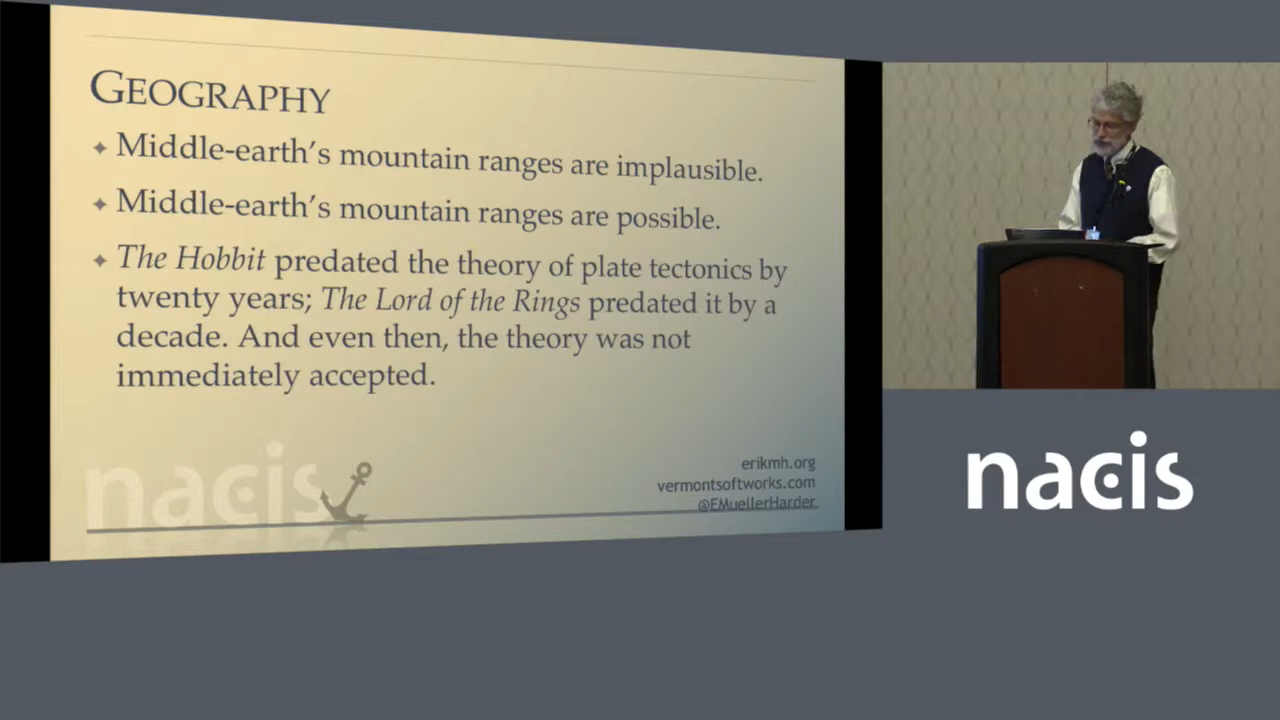 GEOGRAPHY
✦ Middle-earth's mountain ranges are implausible.
✦ Middle-earth's mountain ranges are possible.
✦ The Hobbit predated the theory of plate tectonics by
twenty years; The Lord of the Rings predated it by a
decade. And even then, the theory was not
immediately accepted.
nacis
erikmh.org
vermontsoftworks.com
@EMuellerHarder
nacis